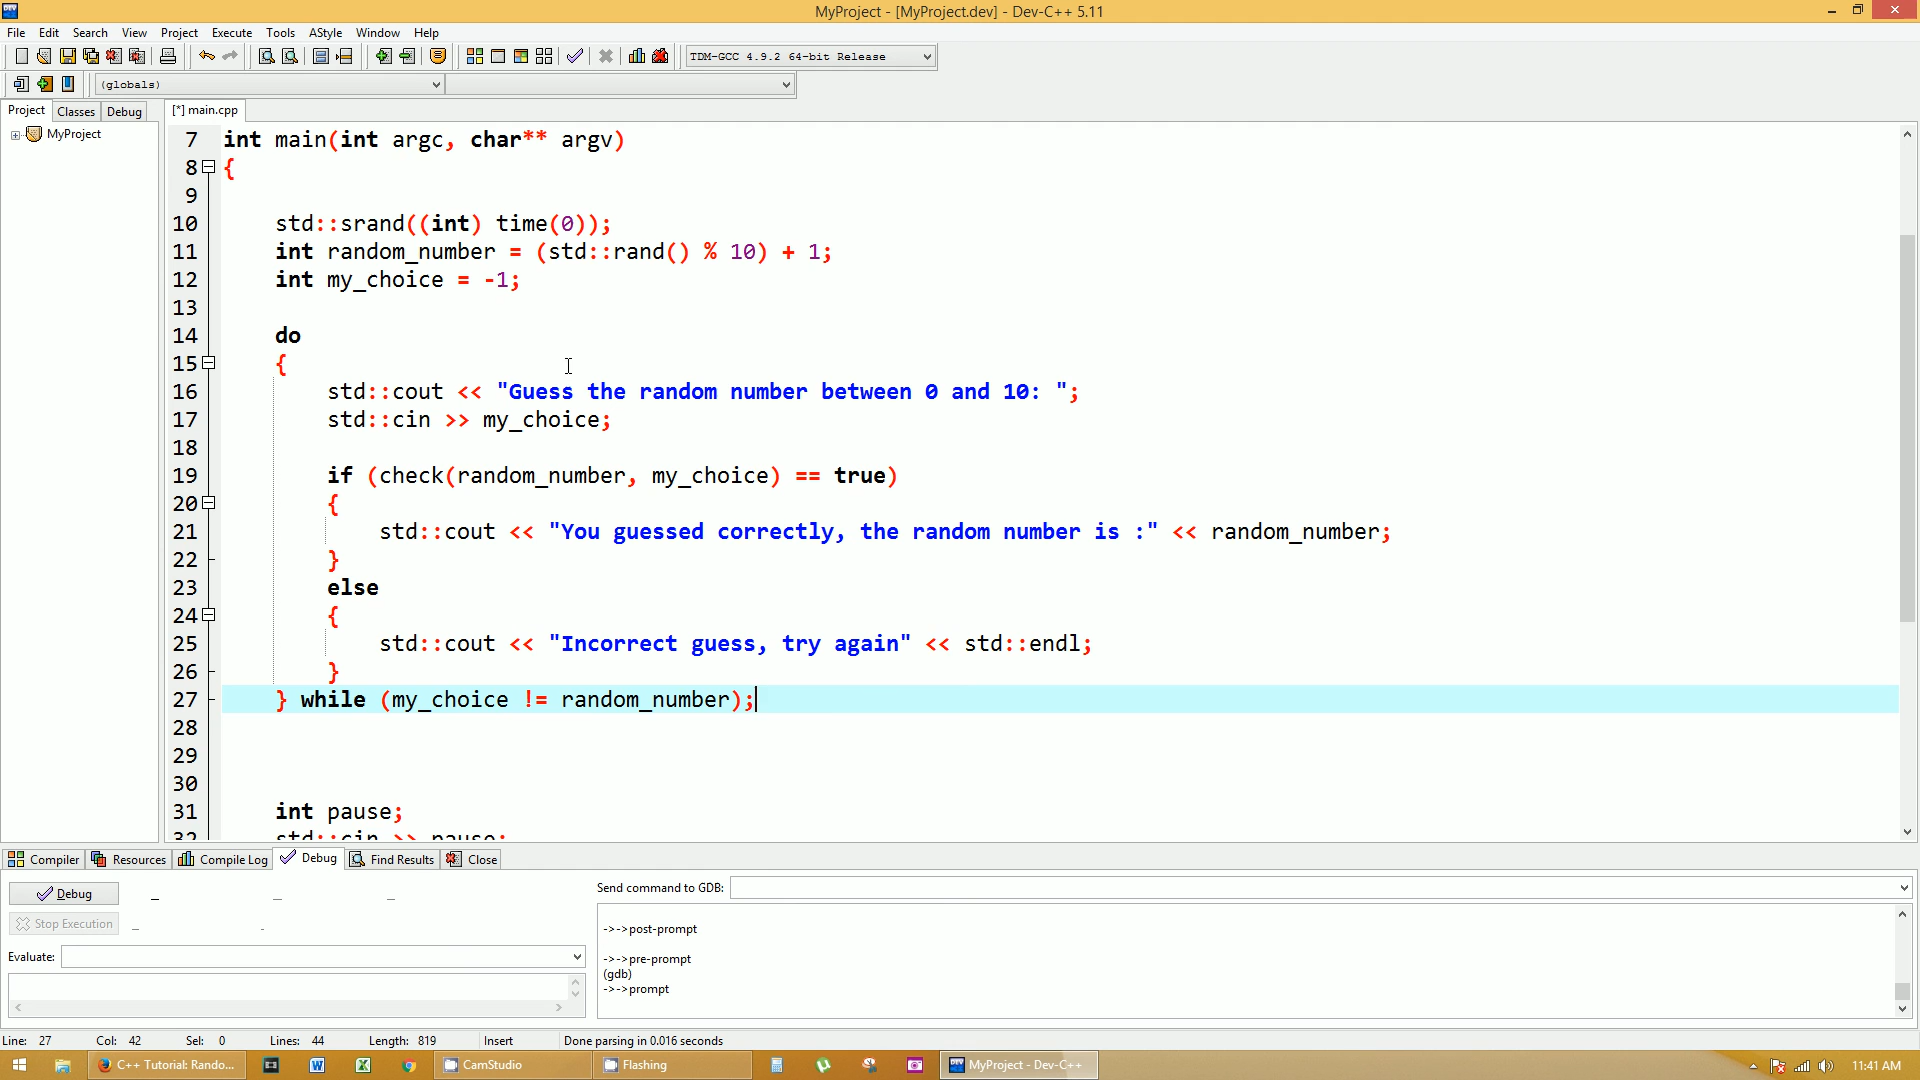 MyProject - [MyProject.dev] - Dev-C++ 5.11
File Edit Search View Project Execute Tools AStyle Window Help
TDM-GCC 4.9.2 64-bit Release
(globals)
Project Classes Debug
[*] main.cpp
MyProject
7 int main(int argc, char** argv)
8 {
9
10 std::srand((int) time(0));
11 int random_number = (std::rand() % 10) + 1;
12 int my_choice = -1;
13
14 do
15 {
16 std::cout << "Guess the random number between 0 and 10: ";
17 std::cin >> my_choice;
18
19 if (check(random_number, my_choice) == true)
20 {
21 std::cout << "You guessed correctly, the random number is :" << random_number;
22 }
23 else
24 {
25 std::cout << "Incorrect guess, try again" << std::endl;
26 }
27 } while (my_choice != random_number);
28
29
30
31 int pause;
32 std::cin >> pause;
Compiler Resources Compile Log Debug Find Results Close
Debug
Send command to GDB:
Stop Execution
Evaluate:
->->post-prompt
->->pre-prompt
(gdb)
->->prompt
Line: 27 Col: 42 Sel: 0 Lines: 44 Length: 819 Insert Done parsing in 0.016 seconds
C++ Tutorial: Rando... CamStudio Flashing MyProject - Dev-C++ 11:41 AM